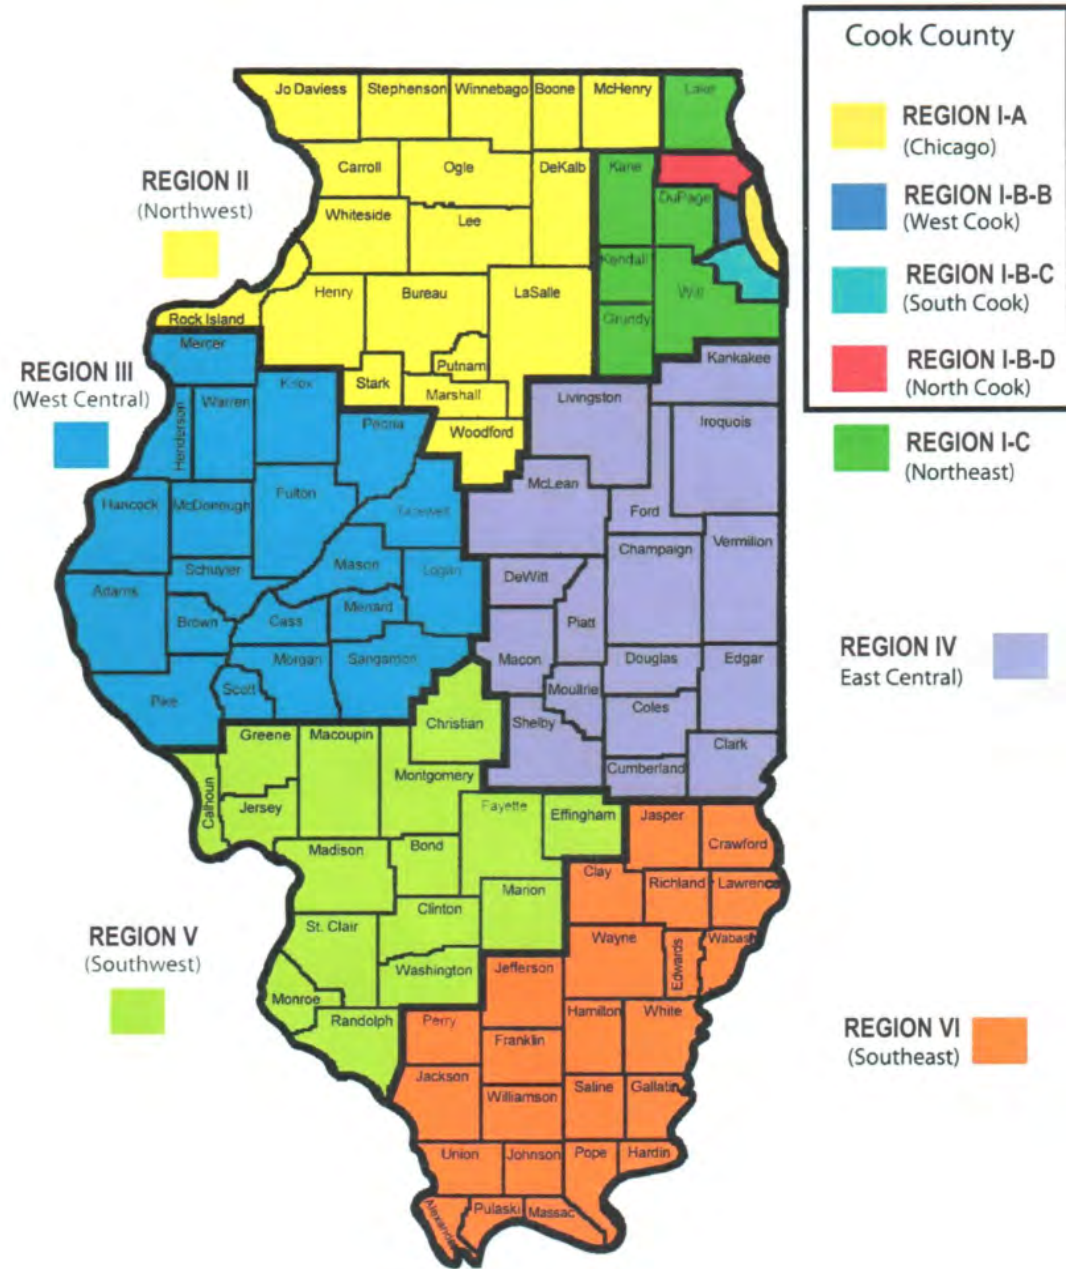 Cook County
REGION I-A
(Chicago)
REGION I-B-B
(West Cook)
REGION I-B-C
(South Cook)
REGION I-B-D
(North Cook)
REGION I-C
(Northeast)
REGION II
(Northwest)
REGION III
(West Central)
REGION IV
East Central)
REGION V
(Southwest)
REGION VI
(Southeast)
Jo Daviess
Stephenson
Winnebago
Boone
McHenry
Lake
Carroll
Ogle
DeKalb
Kane
DuPage
Whiteside
Lee
Kendall
Will
Henry
Bureau
LaSalle
Grundy
Rock Island
Putnam
Mercer
Kankakee
Stark
Marshall
Knox
Livingston
Henderson
Warren
Peoria
Woodford
Iroquois
Hancock
McDonough
Fulton
Tazewell
McLean
Ford
Vermilion
Schuyler
Mason
Logan
Champaign
Adams
DeWitt
Brown
Cass
Menard
Piatt
Pike
Scott
Morgan
Sangamon
Macon
Douglas
Edgar
Moultrie
Christian
Shelby
Coles
Greene
Macoupin
Clark
Calhoun
Jersey
Montgomery
Cumberland
Fayette
Effingham
Jasper
Crawford
Madison
Bond
Clay
Richland
Lawrence
Marion
St. Clair
Clinton
Wayne
Edwards
Wabash
Washington
Jefferson
Monroe
Randolph
Perry
Hamilton
White
Franklin
Jackson
Williamson
Saline
Gallatin
Union
Johnson
Pope
Hardin
Alexander
Pulaski
Massac